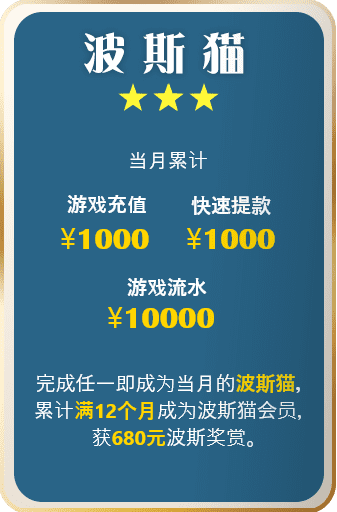 波斯猫
★★★
当月累计
游戏充值 快速提款
¥1000 ¥1000
游戏流水
¥10000
完成任一即成为当月的波斯猫,
累计满12个月成为波斯猫会员,
获680元波斯奖赏。